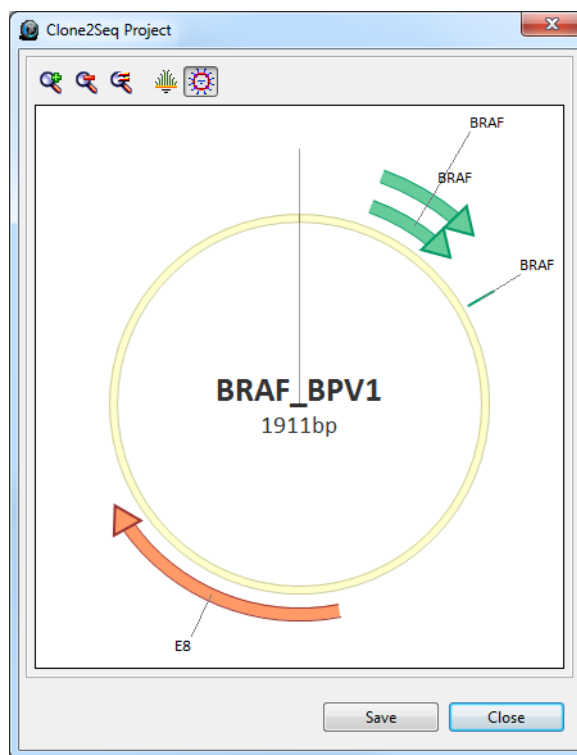 Clone2Seq Project
BRAF
BRAF
BRAF
BRAF_BPV1
1911bp
E8
Save
Close